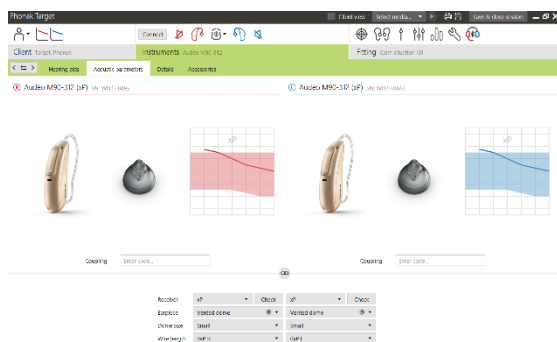 Phonak Target
Client view Select media... Save & close session
Connect
Client Target, Phonak
Instruments Audéo M90-312
Fitting
Hearing aids Acoustic parameters Details Accessories
Audéo M90-312 (xP)
Audéo M90-312 (xP)
xP
xP
Coupling Enter code...
Coupling Enter code...
Receiver xP Check xP Check
Earpiece Vented dome Vented dome
Dome size Small Small
Wire length